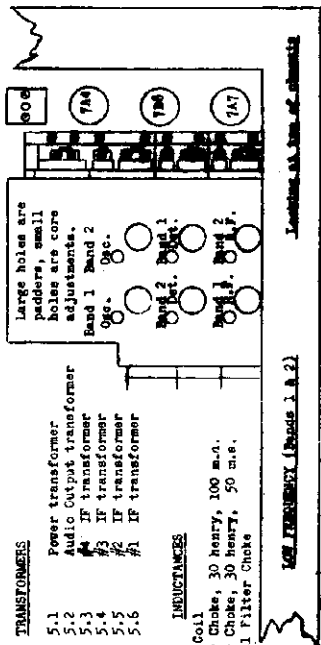 TRANSFORMERS
5.1 Power transformer
5.2 Audio Output transformer
5.3 #4 IF transformer
5.4 #3 IF transformer
5.5 #2 IF transformer
5.6 #1 IF transformer
INDUCTANCES
Coil
Choke, 30 henry, 100 m.a.
Choke, 30 henry, 50 m.a.
l Filter Choke
Large holes are
padders, small
holes are core
adjustments.
Band 1 Band 2
Osc. Osc.
Band 2 Band 1
Det. Det.
Band 1 Band 2
R.F. R.F.
7A4
7B6
7A7
LOW FREQUENCY (Bands 1 & 2)
Looking at top of chassis